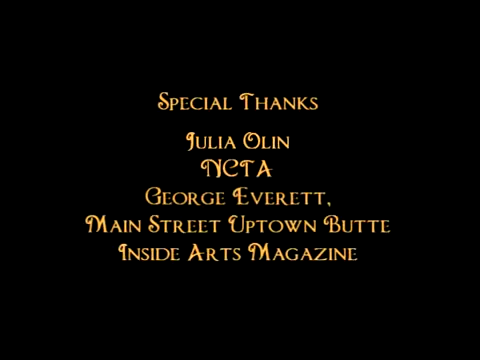 Special Thanks
Julia Olin
NCTA
George Everett,
Main Street Uptown Butte
Inside Arts Magazine